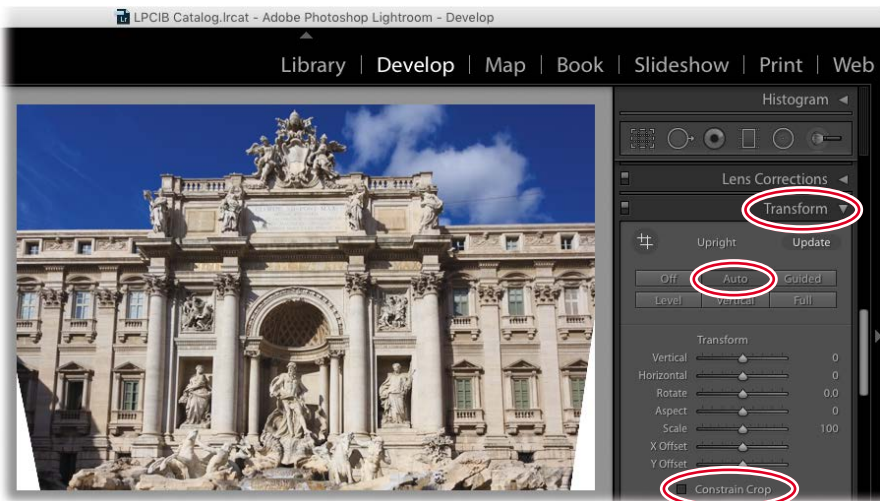 LPCIB Catalog.lrcat - Adobe Photoshop Lightroom - Develop
Library | Develop | Map | Book | Slideshow | Print | Web
Histogram
Lens Corrections
Transform
Upright Update
Off Auto Guided
Level Vertical Full
Transform
Vertical 0
Horizontal 0
Rotate 0.0
Aspect 0
Scale 100
X Offset
Y Offset
Constrain Crop